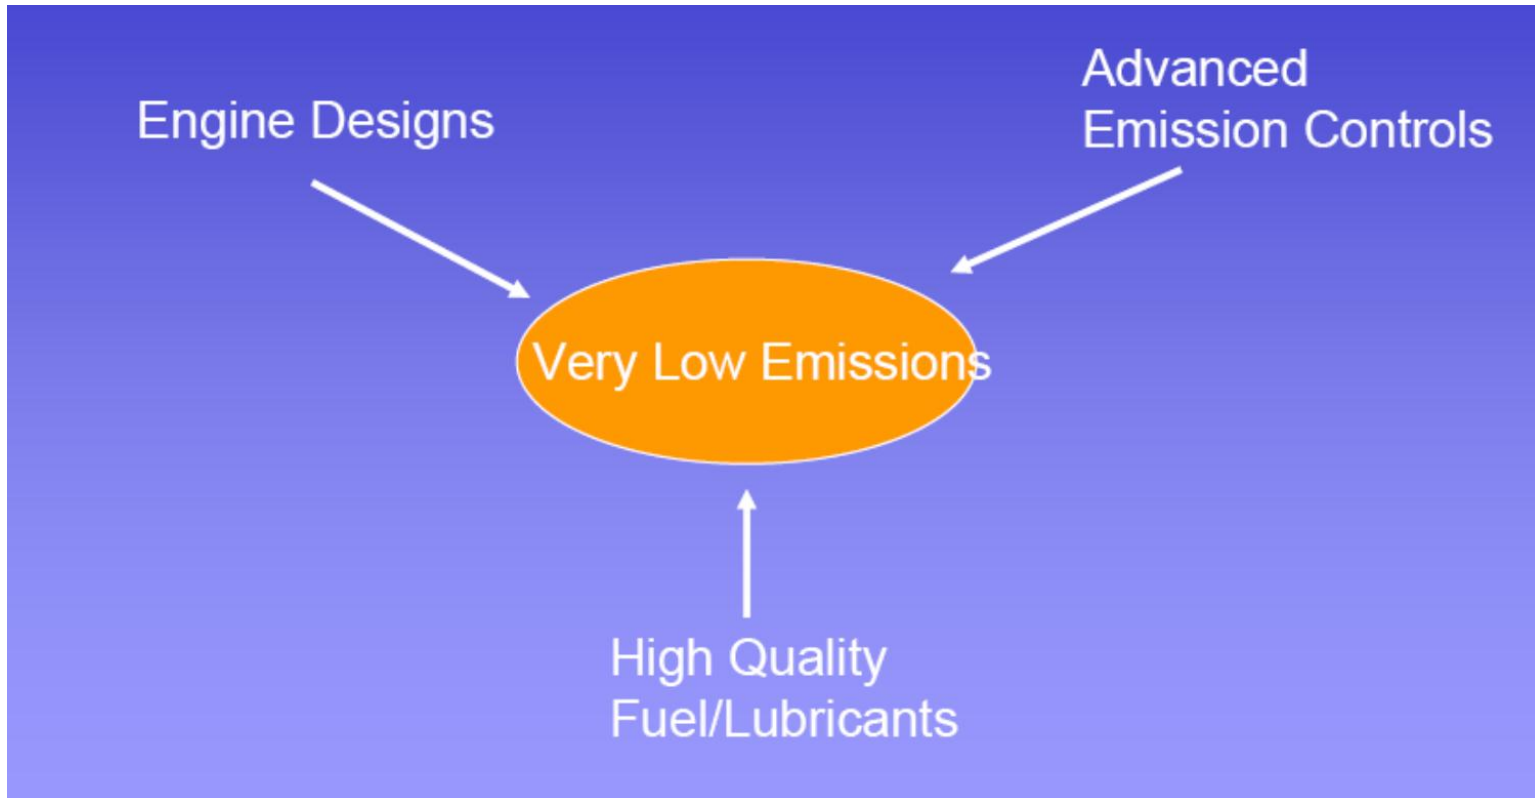 Engine Designs
Advanced
Emission Controls
Very Low Emissions
High Quality
Fuel/Lubricants